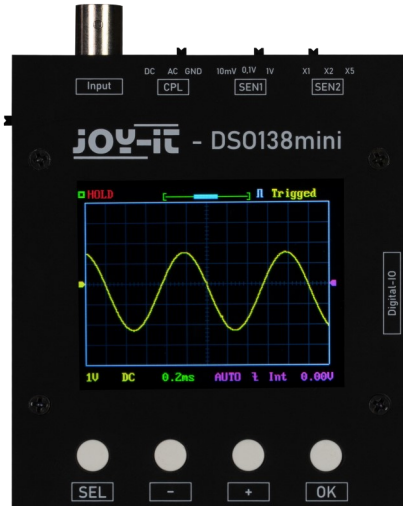 DC AC GND 10mV 0,1V 1V X1 X2 X5
Input CPL SEN1 SEN2
JOY-iT - DSO138mini
HOLD Trigged
Digital-IO
1V DC 0.2ms AUTO Int 0.00V
SEL - + OK